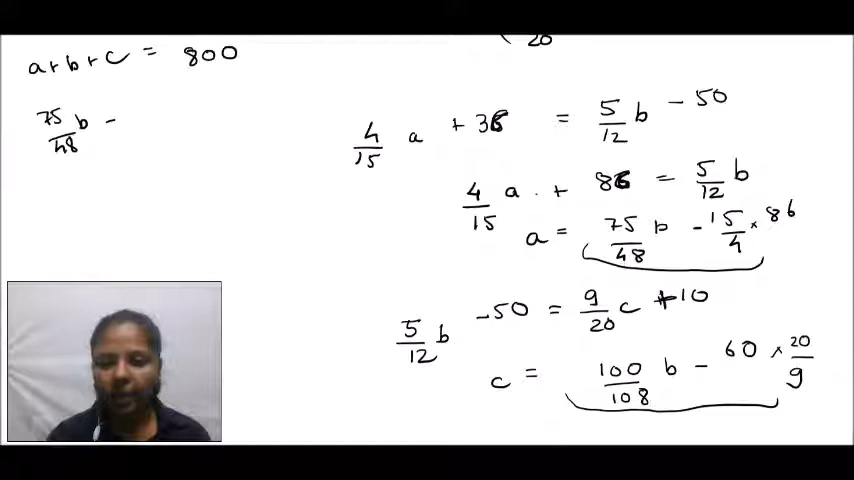 a+b+c = 800
20
75/48 b -
4/15 a + 36 = 5/12 b - 50
4/15 a + 86 = 5/12 b
a = 75/48 b - 15/4 × 86
5/12 b - 50 = 9/20 c + 10
c = 100/108 b - 60 × 20/9